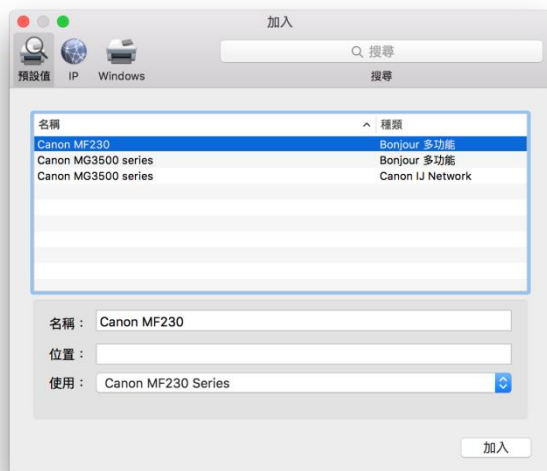 加入
搜尋
預設值 IP Windows 搜尋
名稱 種類
Canon MF230 Bonjour 多功能
Canon MG3500 series Bonjour 多功能
Canon MG3500 series Canon IJ Network
名稱： Canon MF230
位置：
使用： Canon MF230 Series
加入